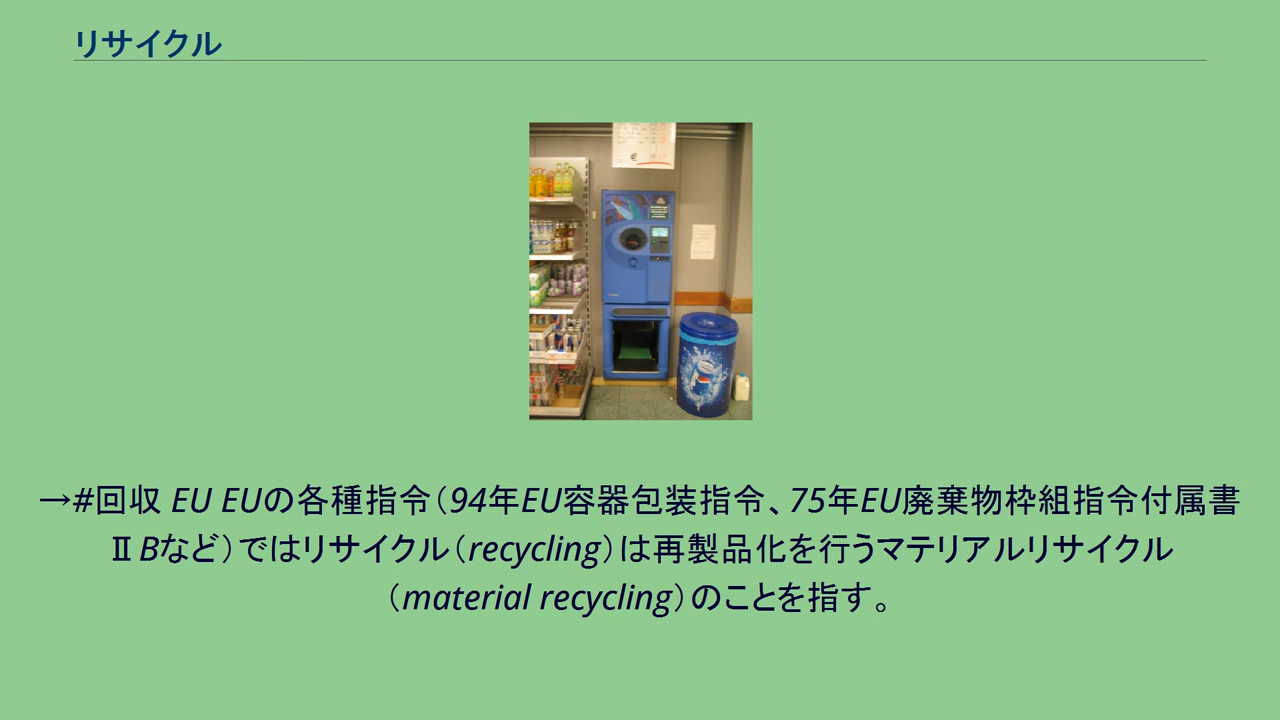 リサイクル
→#回収 EU EUの各種指令（94年EU容器包装指令、75年EU廃棄物枠組指令付属書
ⅡBなど）ではリサイクル（recycling）は再製品化を行うマテリアルリサイクル
（material recycling）のことを指す。